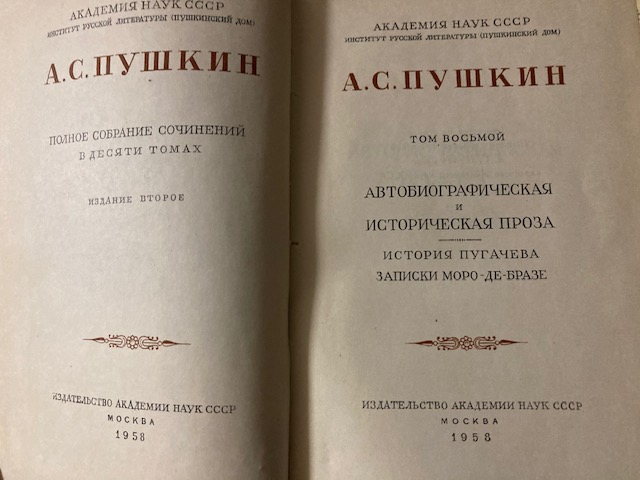 АКАДЕМИЯ НАУК СССР
ИНСТИТУТ РУССКОЙ ЛИТЕРАТУРЫ (ПУШКИНСКИЙ ДОМ)
А.С.ПУШКИН
ПОЛНОЕ СОБРАНИЕ СОЧИНЕНИЙ
В ДЕСЯТИ ТОМАХ
ИЗДАНИЕ ВТОРОЕ
ИЗДАТЕЛЬСТВО АКАДЕМИИ НАУК СССР
МОСКВА
1958
АКАДЕМИЯ НАУК СССР
ИНСТИТУТ РУССКОЙ ЛИТЕРАТУРЫ (ПУШКИНСКИЙ ДОМ)
А.С.ПУШКИН
ТОМ ВОСЬМОЙ
АВТОБИОГРАФИЧЕСКАЯ
И
ИСТОРИЧЕСКАЯ ПРОЗА
ИСТОРИЯ ПУГАЧЕВА
ЗАПИСКИ МОРО-ДЕ-БРАЗЕ
ИЗДАТЕЛЬСТВО АКАДЕМИИ НАУК СССР
МОСКВА
1958